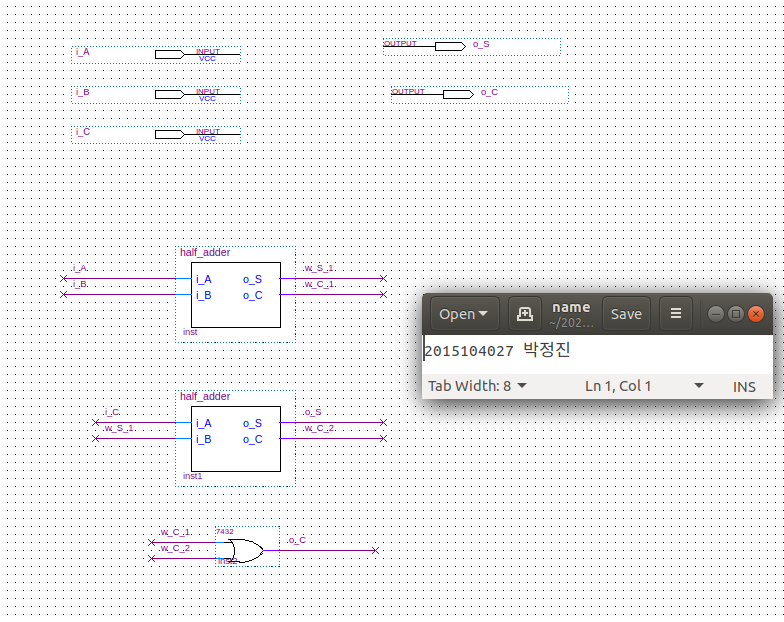 i_A INPUT VCC
OUTPUT o_S
i_B INPUT VCC
OUTPUT o_C
i_C INPUT VCC
half_adder
i_A i_A o_S w_S_1
i_B i_B o_C w_C_1
inst
half_adder
i_C i_A o_S o_S
w_S_1 i_B o_C w_C_2
inst1
7432
w_C_1 o_C
w_C_2
inst2
Open name Save
~/202...
2015104027 박정진
Tab Width: 8 Ln 1, Col 1 INS